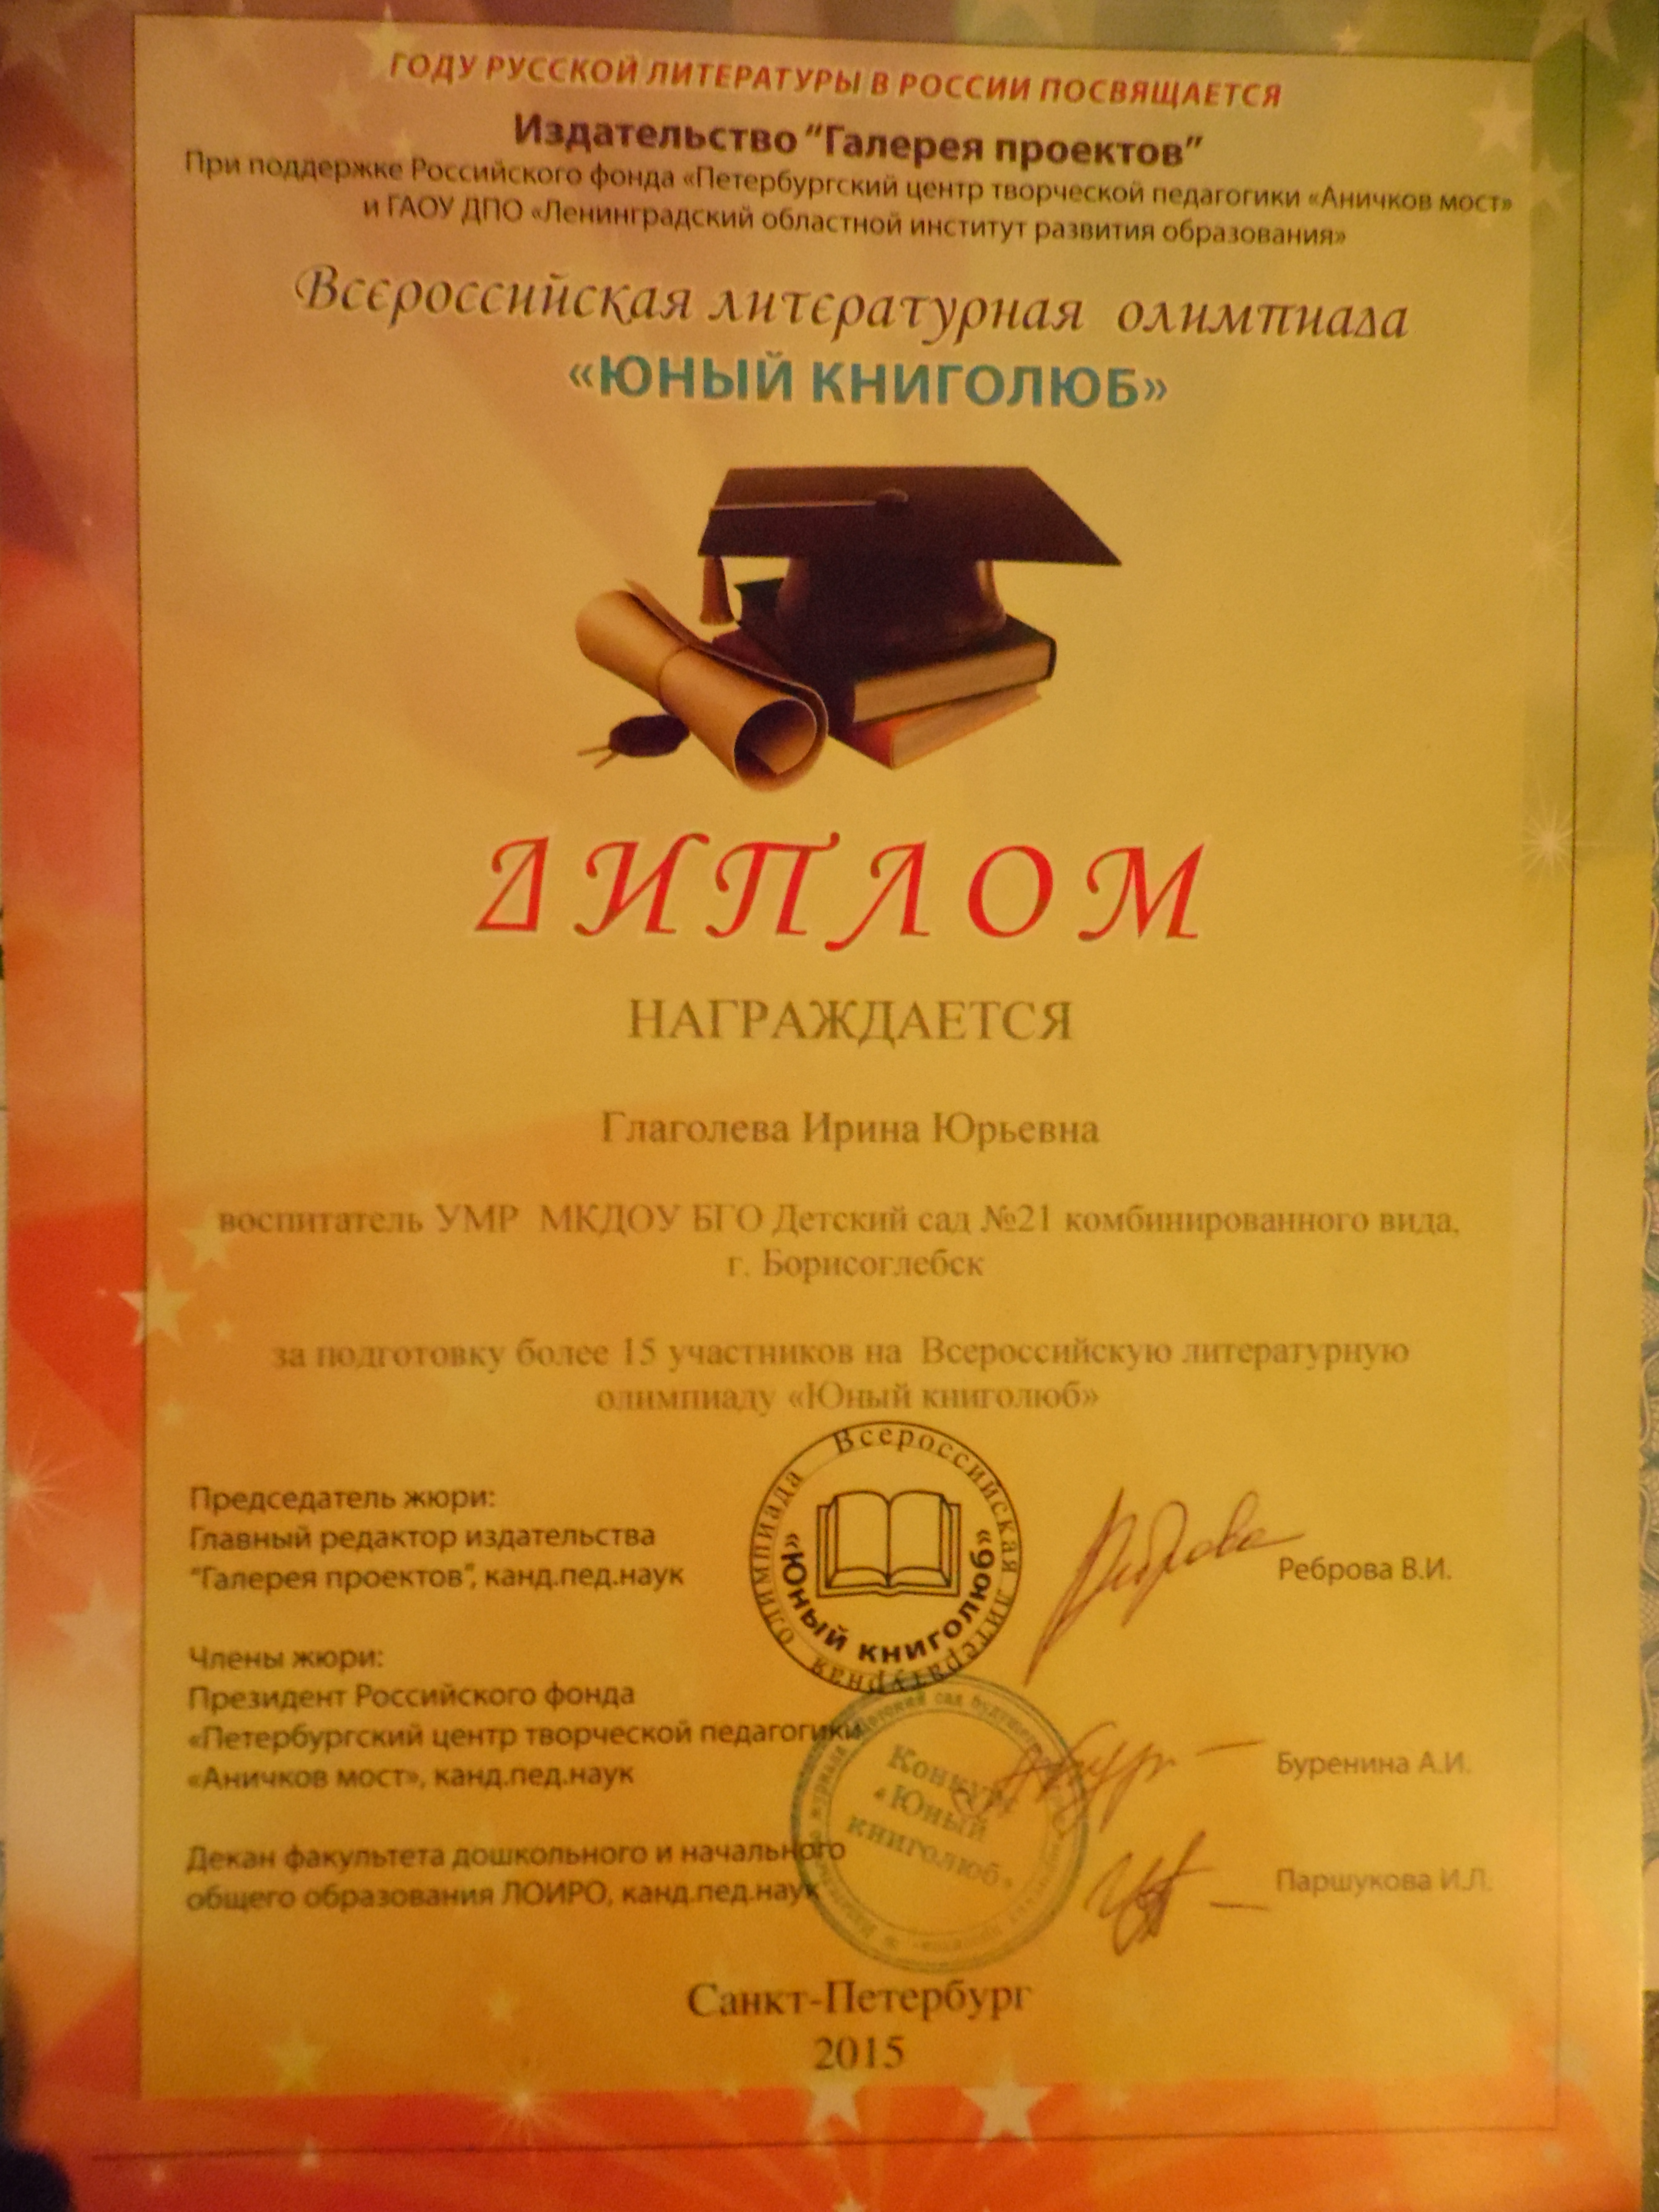 ГОДУ РУССКОЙ ЛИТЕРАТУРЫ В РОССИИ ПОСВЯЩАЕТСЯ
Издательство "Галерея проектов"
При поддержке Российского фонда «Петербургский центр творческой педагогики «Аничков мост»
и ГАОУ ДПО «Ленинградский областной институт развития образования»
Всероссийская литературная олимпиада
«ЮНЫЙ КНИГОЛЮБ»
ДИПЛОМ
НАГРАЖДАЕТСЯ
Глаголева Ирина Юрьевна
воспитатель УМР МКДОУ БГО Детский сад №21 комбинированного вида,
г. Борисоглебск
за подготовку более 15 участников на Всероссийскую литературную
олимпиаду «Юный книголюб»
Председатель жюри:
Главный редактор издательства
"Галерея проектов", канд.пед.наук
Реброва В.И.
Всероссийская литературная олимпиада
«Юный книголюб»
Члены жюри:
Президент Российского фонда
«Петербургский центр творческой педагогики
«Аничков мост», канд.пед.наук
Буренина А.И.
Декан факультета дошкольного и начального
общего образования ЛОИРО, канд.пед.наук
Паршукова И.Л.
Детский сад будущего
Конкурс
«Юный
книголюб»
Санкт-Петербург
2015